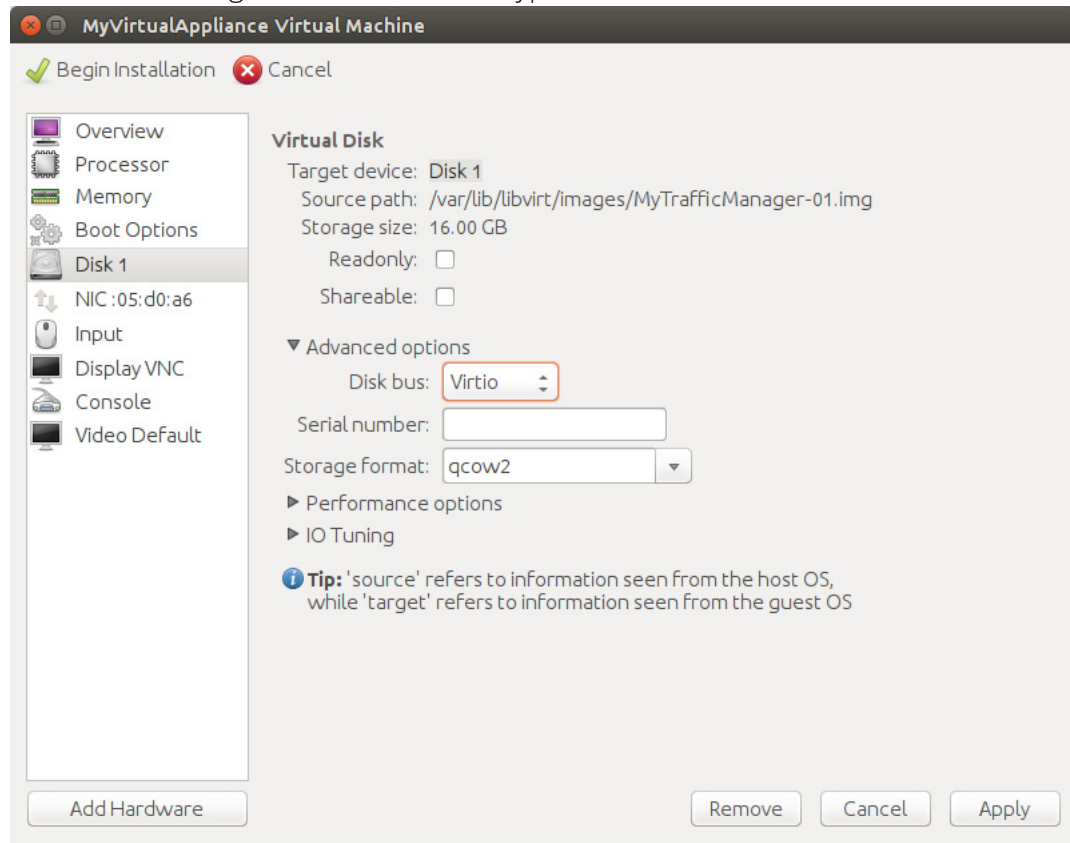 MyVirtualAppliance Virtual Machine
Begin Installation Cancel
Overview
Processor
Memory
Boot Options
Disk 1
NIC :05:d0:a6
Input
Display VNC
Console
Video Default
Add Hardware
Virtual Disk
Target device: Disk 1
Source path: /var/lib/libvirt/images/MyTrafficManager-01.img
Storage size: 16.00 GB
Readonly:
Shareable:
Advanced options
Disk bus: Virtio
Serial number:
Storage format: qcow2
Performance options
IO Tuning
Tip: 'source' refers to information seen from the host OS,
while 'target' refers to information seen from the guest OS
Remove Cancel Apply